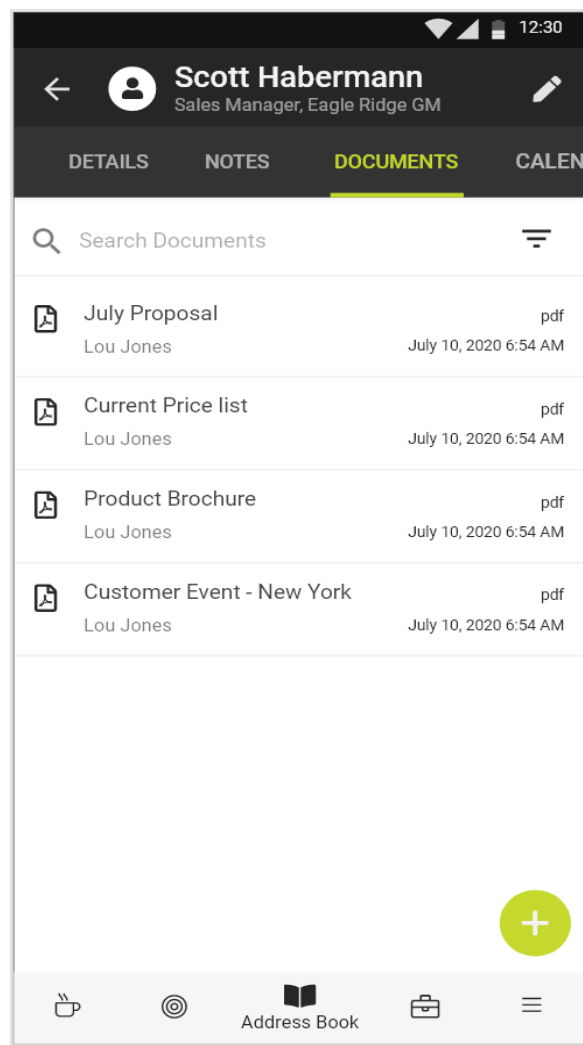 12:30
Scott Habermann
Sales Manager, Eagle Ridge GM
DETAILS NOTES DOCUMENTS CALEN
Search Documents
July Proposal pdf
Lou Jones July 10, 2020 6:54 AM
Current Price list pdf
Lou Jones July 10, 2020 6:54 AM
Product Brochure pdf
Lou Jones July 10, 2020 6:54 AM
Customer Event - New York pdf
Lou Jones July 10, 2020 6:54 AM
Address Book